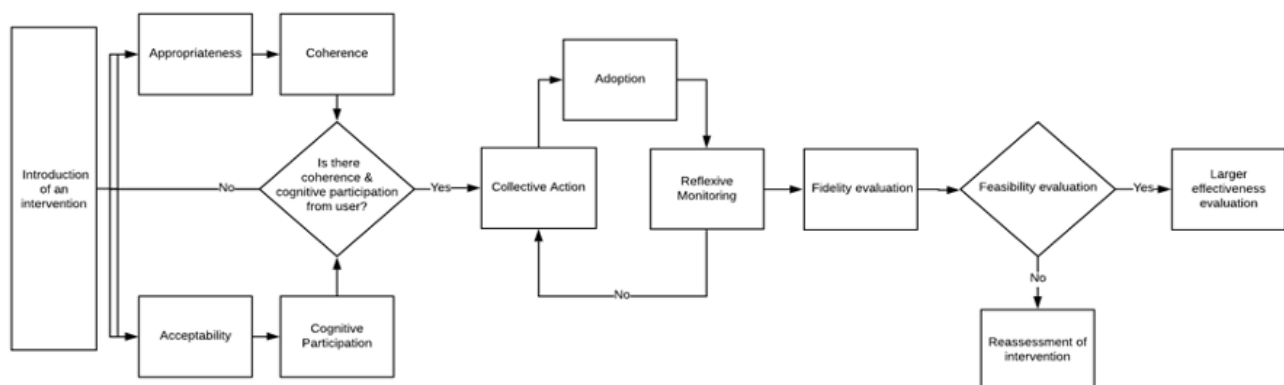 Introduction
of an
intervention
Appropriateness
Coherence
Is there
coherence &
cognitive participation
from user?
No
Yes
Acceptability
Cognitive
Participation
Collective Action
Adoption
Reflexive
Monitoring
No
Fidelity evaluation
Feasibility evaluation
Yes
Larger
effectiveness
evaluation
No
Reassessment of
intervention